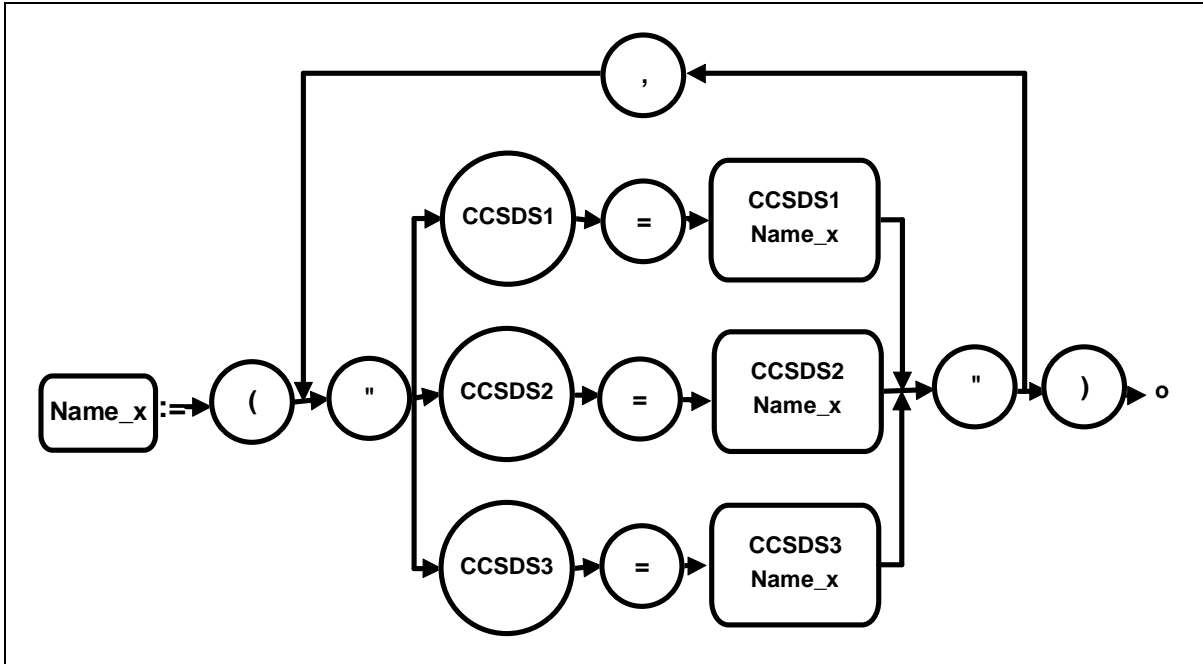 ,
CCSDS1
=
CCSDS1
Name_x
Name_x
:=
(
"
CCSDS2
=
CCSDS2
Name_x
"
)
o
CCSDS3
=
CCSDS3
Name_x